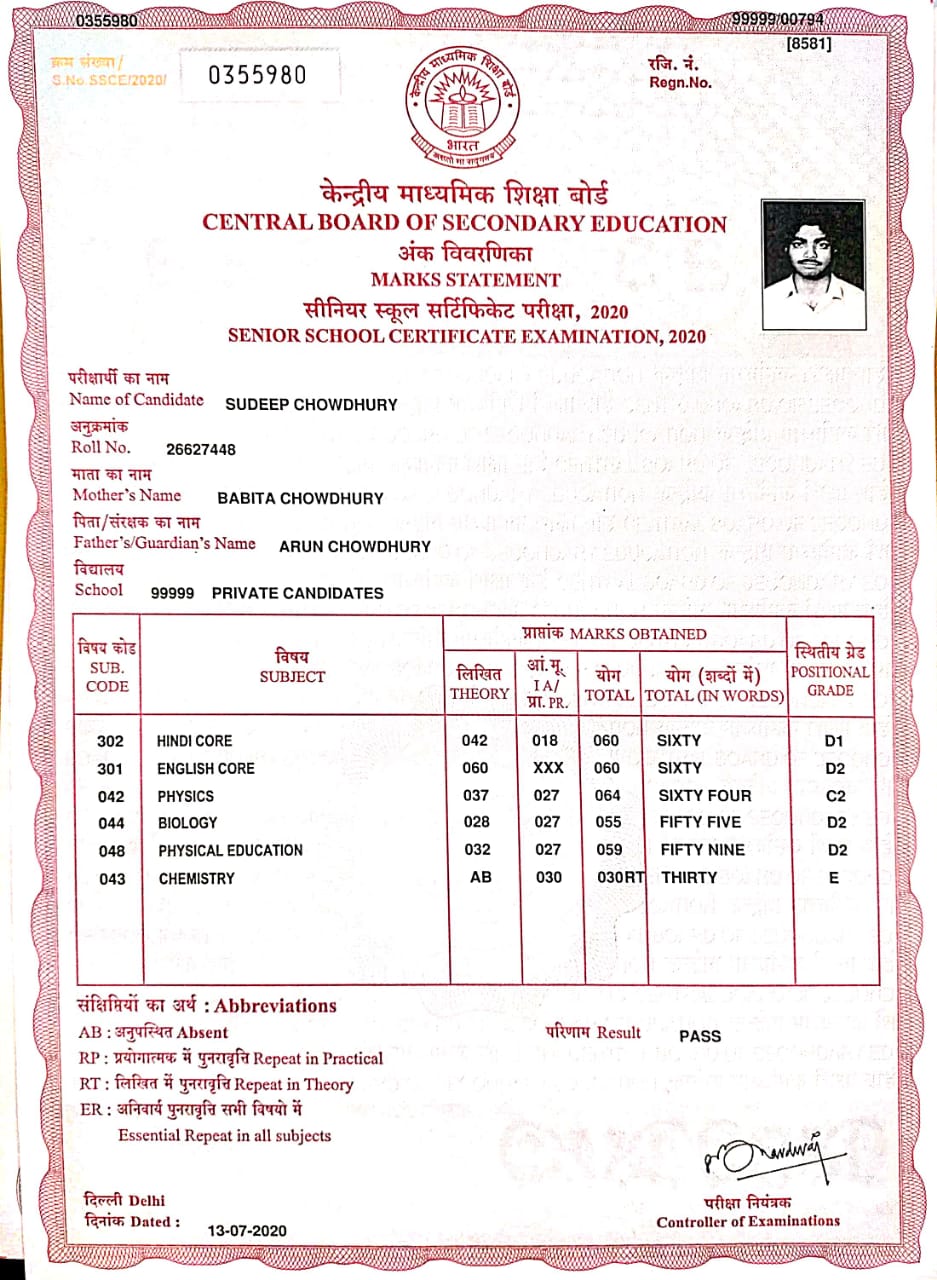 0355980
99999/00794
[8581]
क्रम संख्या/
S.No.SSCE/2020/
0355980
रजि. नं.
Regn.No.
केन्द्रीय माध्यमिक शिक्षा बोर्ड
भारत
असतो मा सद्गमय
केन्द्रीय माध्यमिक शिक्षा बोर्ड
CENTRAL BOARD OF SECONDARY EDUCATION
अंक विवरणिका
MARKS STATEMENT
सीनियर स्कूल सर्टिफिकेट परीक्षा, 2020
SENIOR SCHOOL CERTIFICATE EXAMINATION, 2020
परीक्षार्थी का नाम
Name of Candidate SUDEEP CHOWDHURY
अनुक्रमांक
Roll No. 26627448
माता का नाम
Mother's Name BABITA CHOWDHURY
पिता/संरक्षक का नाम
Father's/Guardian's Name ARUN CHOWDHURY
विद्यालय
School 99999 PRIVATE CANDIDATES
विषय कोड
SUB.
CODE
विषय
SUBJECT
प्राप्तांक MARKS OBTAINED
लिखित
THEORY
आं.मू.
I A/
प्रा. PR.
योग
TOTAL
योग (शब्दों में)
TOTAL (IN WORDS)
स्थितीय ग्रेड
POSITIONAL
GRADE
302 HINDI CORE 042 018 060 SIXTY D1
301 ENGLISH CORE 060 XXX 060 SIXTY D2
042 PHYSICS 037 027 064 SIXTY FOUR C2
044 BIOLOGY 028 027 055 FIFTY FIVE D2
048 PHYSICAL EDUCATION 032 027 059 FIFTY NINE D2
043 CHEMISTRY AB 030 030RT THIRTY E
संक्षिप्तियों का अर्थ : Abbreviations
AB : अनुपस्थित Absent
परिणाम Result PASS
RP : प्रयोगात्मक में पुनरावृत्ति Repeat in Practical
RT : लिखित में पुनरावृत्ति Repeat in Theory
ER : अनिवार्य पुनरावृत्ति सभी विषयो में
Essential Repeat in all subjects
दिल्ली Delhi
दिनांक Dated : 13-07-2020
परीक्षा नियंत्रक
Controller of Examinations